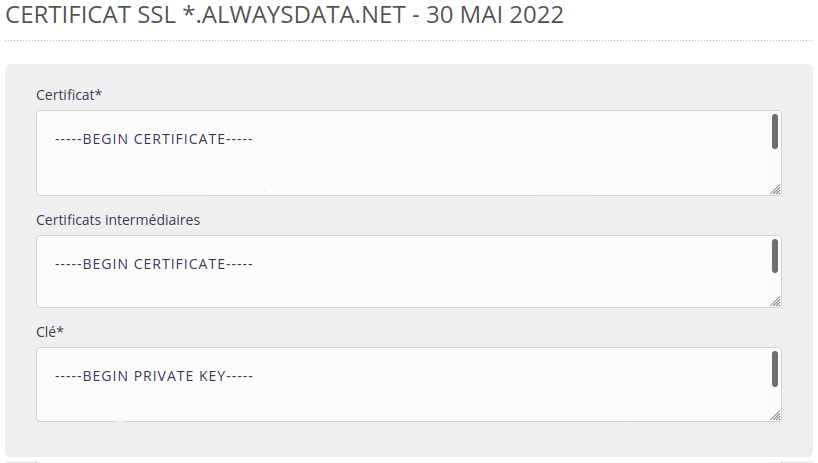 CERTIFICAT SSL *.ALWAYSDATA.NET - 30 MAI 2022
Certificat*
-----BEGIN CERTIFICATE-----
Certificats intermédiaires
-----BEGIN CERTIFICATE-----
Clé*
-----BEGIN PRIVATE KEY-----